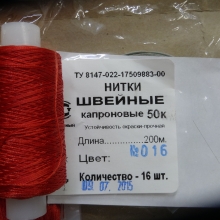 ТУ 8147-022-17509883-00
НИТКИ
ШВЕЙНЫЕ
капроновые 50к
Устойчивость окраски-прочная
Длина 200м.
Цвет: №016
Количество - 16 шт.
07. 2015